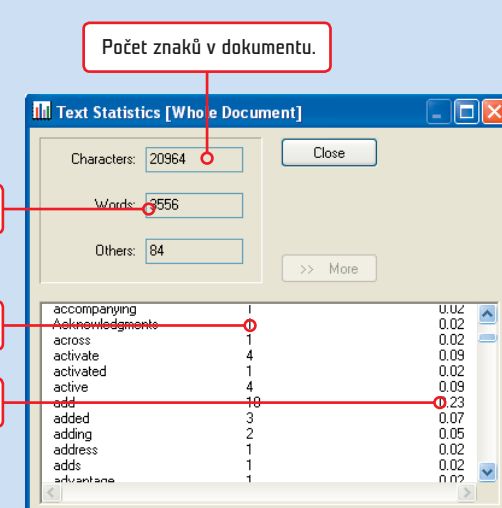 Počet znaků v dokumentu.
Text Statistics [Whole Document]
Characters: 20964
Close
Words: 3556
Others: 84
>> More
accompanying 1 0.02
Acknowledgments 1 0.02
across 1 0.02
activate 4 0.09
activated 1 0.02
active 4 0.09
add 10 0.23
added 3 0.07
adding 2 0.05
address 1 0.02
adds 1 0.02
advantage 1 0.02